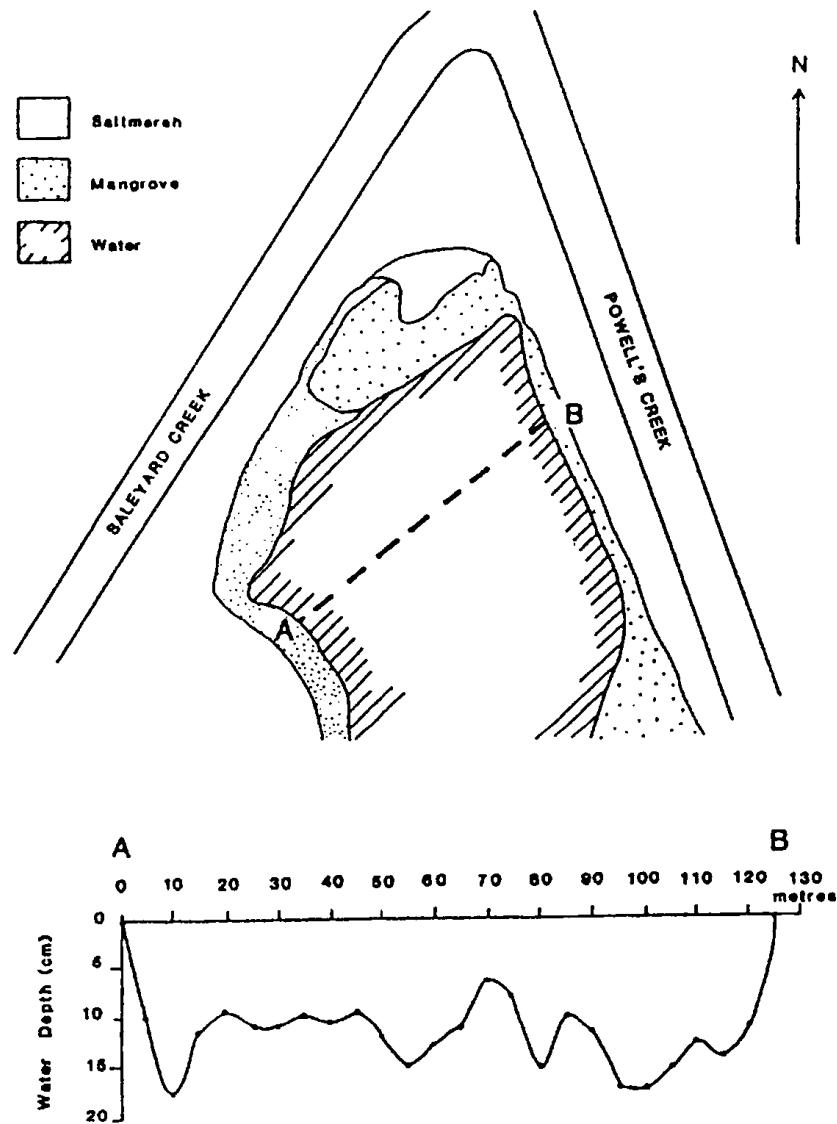 N
Saltmarsh
Mangrove
Water
SALEYARD CREEK
POWELL'S CREEK
B
A
A
B
0 10 20 30 40 50 60 70 80 90 100 110 120 130
metres
0
5
10
15
20
Water Depth (cm)